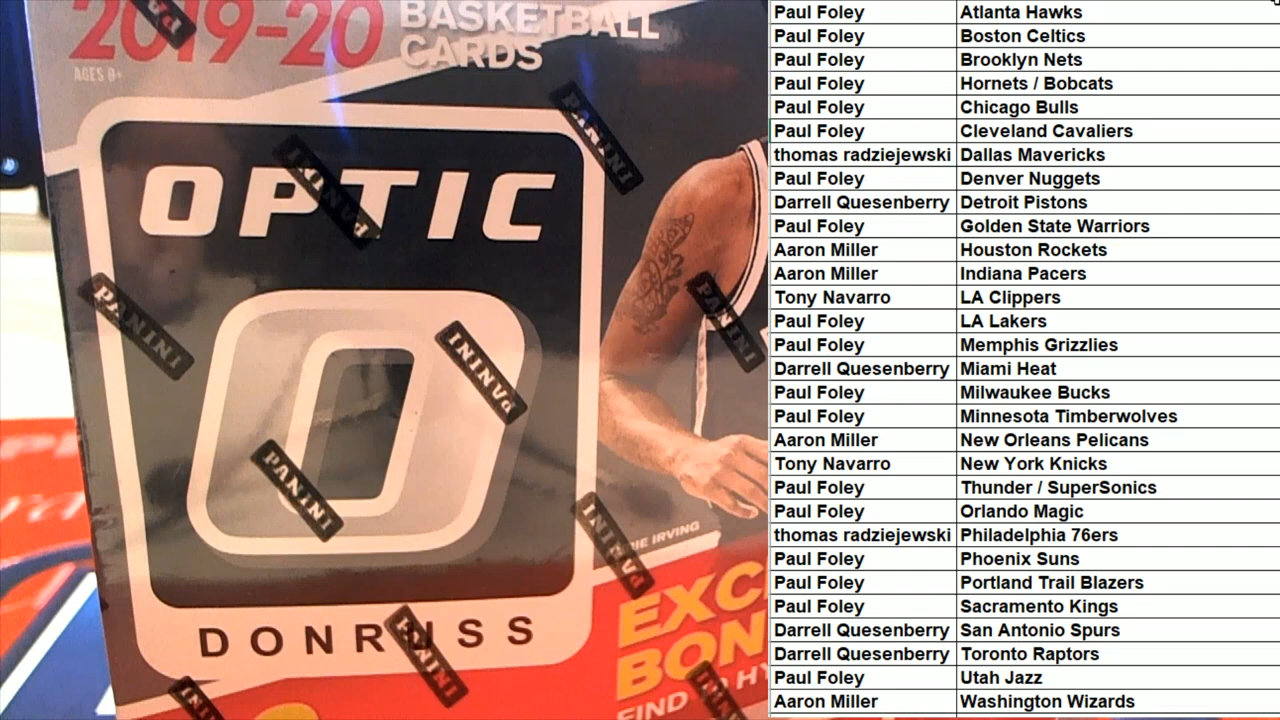 2019-20 BASKETBALL
CARDS
AGES 9+
OPTIC
PANINI
PANINI
PANINI
PANINI
PANINI
PANINI
PANINI
PANINI
DONRUSS
IE IRVING
EXC
BON
FIND
HY
Paul Foley Atlanta Hawks
Paul Foley Boston Celtics
Paul Foley Brooklyn Nets
Paul Foley Hornets / Bobcats
Paul Foley Chicago Bulls
Paul Foley Cleveland Cavaliers
thomas radziejewski Dallas Mavericks
Paul Foley Denver Nuggets
Darrell Quesenberry Detroit Pistons
Paul Foley Golden State Warriors
Aaron Miller Houston Rockets
Aaron Miller Indiana Pacers
Tony Navarro LA Clippers
Paul Foley LA Lakers
Paul Foley Memphis Grizzlies
Darrell Quesenberry Miami Heat
Paul Foley Milwaukee Bucks
Paul Foley Minnesota Timberwolves
Aaron Miller New Orleans Pelicans
Tony Navarro New York Knicks
Paul Foley Thunder / SuperSonics
Paul Foley Orlando Magic
thomas radziejewski Philadelphia 76ers
Paul Foley Phoenix Suns
Paul Foley Portland Trail Blazers
Paul Foley Sacramento Kings
Darrell Quesenberry San Antonio Spurs
Darrell Quesenberry Toronto Raptors
Paul Foley Utah Jazz
Aaron Miller Washington Wizards